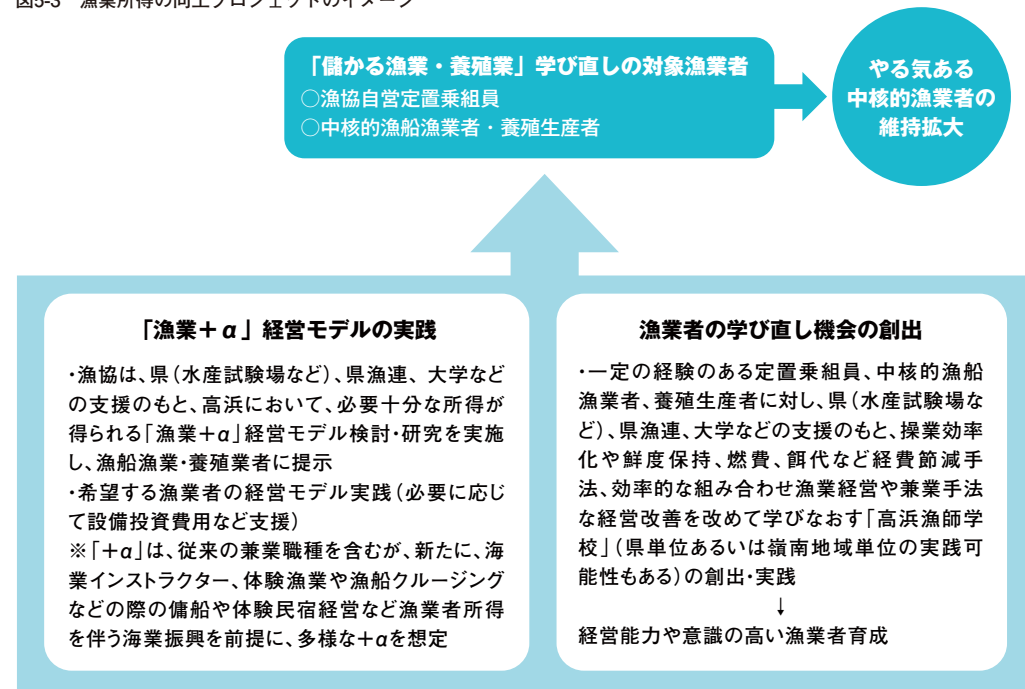 図5-3 漁業所得の向上プロジェクトのイメージ
「儲かる漁業・養殖業」学び直しの対象漁業者
○漁協自営定置乗組員
○中核的漁船漁業者・養殖生産者
やる気ある
中核的漁業者の
維持拡大
「漁業+α」経営モデルの実践
・漁協は、県(水産試験場など)、県漁連、大学など
の支援のもと、高浜において、必要十分な所得が
得られる「漁業+α」経営モデル検討・研究を実施
し、漁船漁業・養殖業者に提示
・希望する漁業者の経営モデル実践(必要に応じ
て設備投資費用など支援)
※「+α」は、従来の兼業職種を含むが、新たに、海
業インストラクター、体験漁業や漁船クルージング
などの際の傭船や体験民宿経営など漁業者所得
を伴う海業振興を前提に、多様な+αを想定
漁業者の学び直し機会の創出
・一定の経験のある定置乗組員、中核的漁船
漁業者、養殖生産者に対し、県(水産試験場な
ど)、県漁連、大学などの支援のもと、操業効率
化や鮮度保持、燃費、餌代など経費節減手
法、効率的な組み合わせ漁業経営や兼業手法
な経営改善を改めて学びなおす「高浜漁師学
校」(県単位あるいは嶺南地域単位の実践可
能性もある)の創出・実践
↓
経営能力や意識の高い漁業者育成